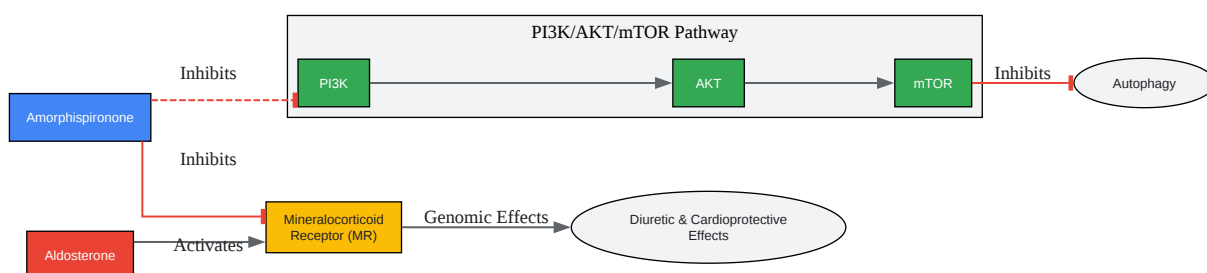 PI3K/AKT/mTOR Pathway
Inhibits
PI3K
AKT
mTOR
Inhibits
Autophagy
Amorphispironone
Inhibits
Mineralocorticoid
Receptor (MR)
Genomic Effects
Diuretic & Cardioprotective
Effects
Activates
Aldosterone